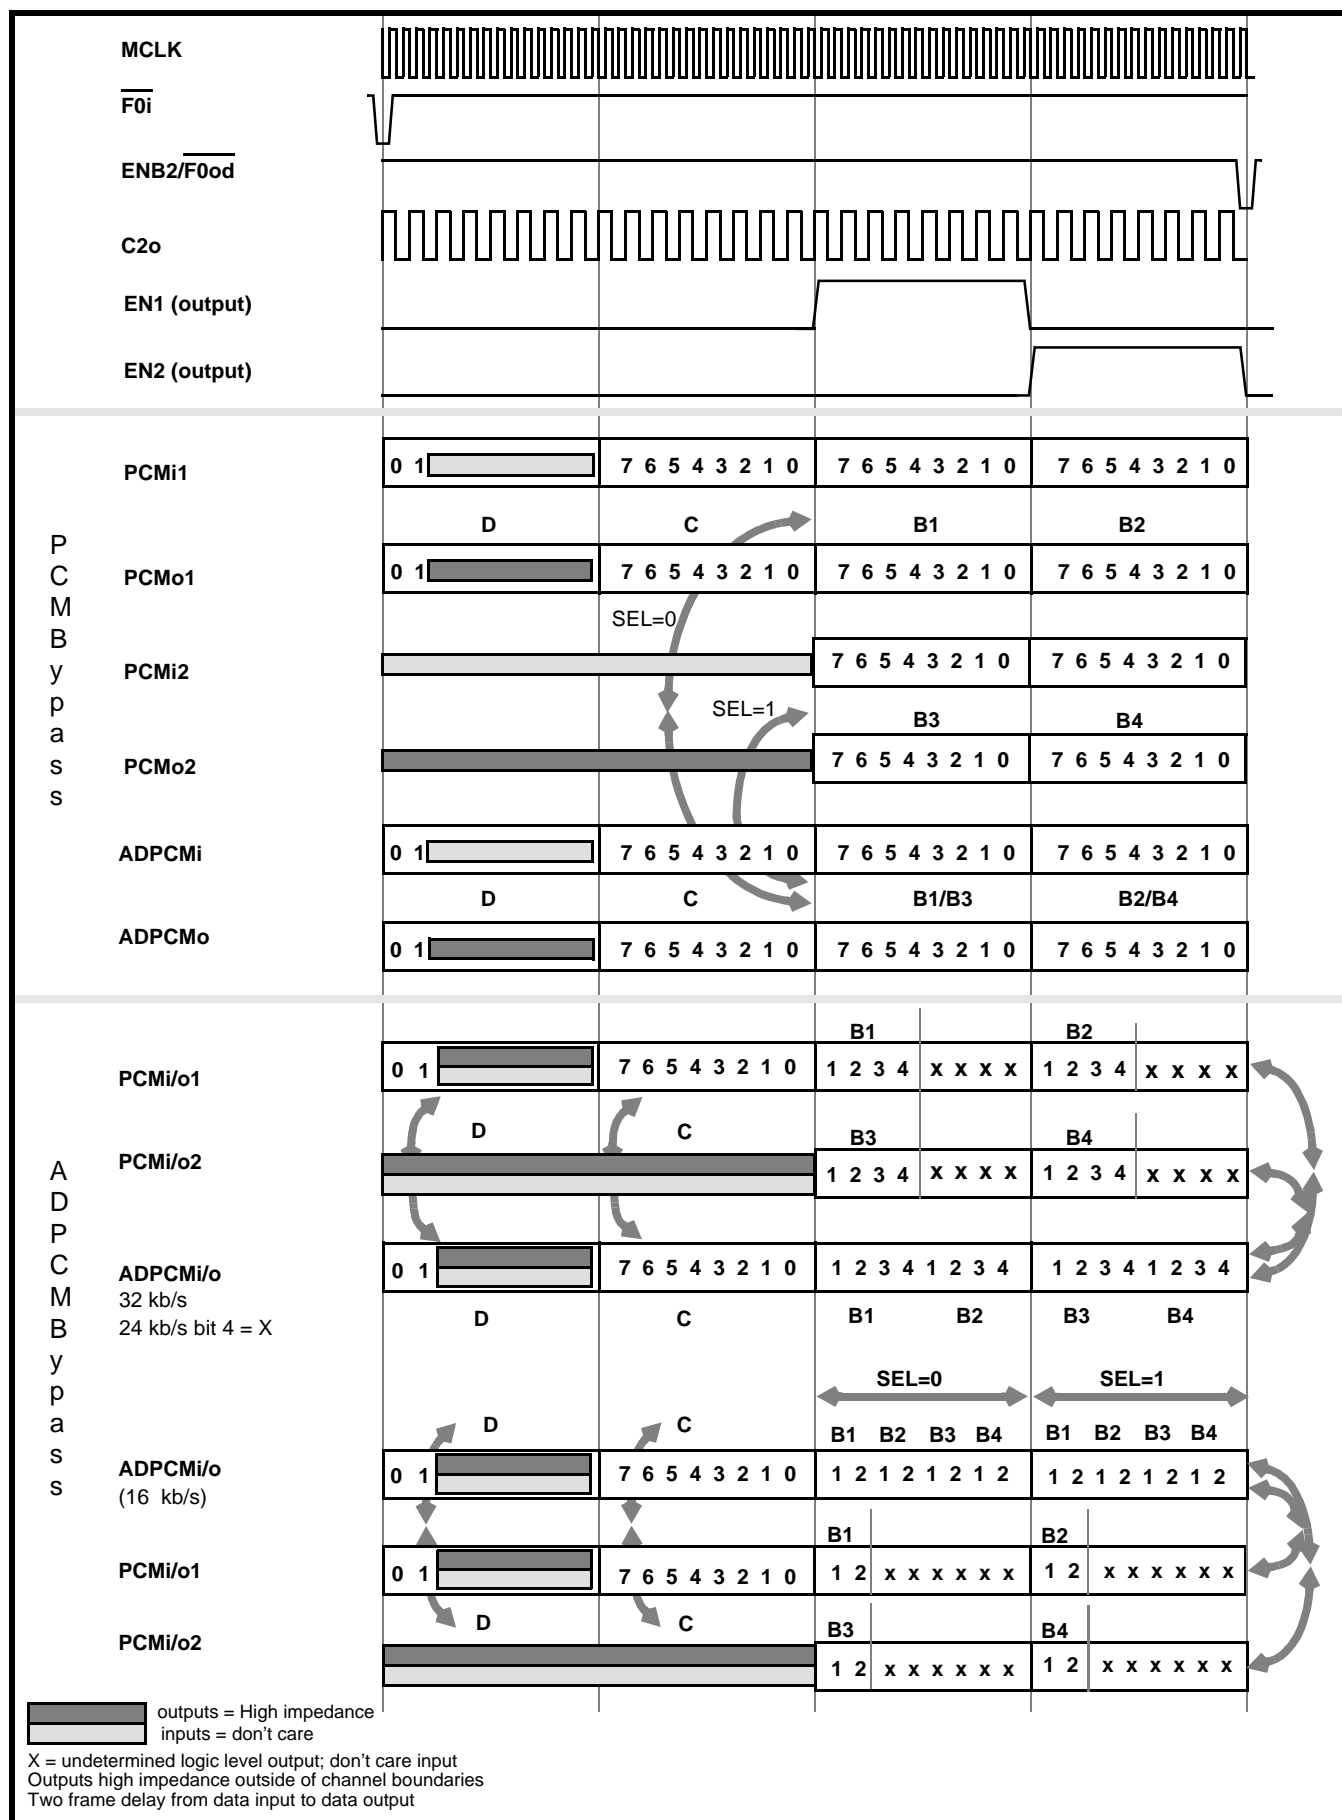 MCLK
F0i
ENB2/F0od
C2o
EN1 (output)
EN2 (output)
PCM Bypass
PCMi1
0 1 7 6 5 4 3 2 1 0 7 6 5 4 3 2 1 0 7 6 5 4 3 2 1 0
D C B1 B2
PCMo1
0 1 7 6 5 4 3 2 1 0 7 6 5 4 3 2 1 0 7 6 5 4 3 2 1 0
SEL=0
PCMi2
7 6 5 4 3 2 1 0 7 6 5 4 3 2 1 0
SEL=1
B3 B4
PCMo2
7 6 5 4 3 2 1 0 7 6 5 4 3 2 1 0
ADPCMi
0 1 7 6 5 4 3 2 1 0 7 6 5 4 3 2 1 0 7 6 5 4 3 2 1 0
D C B1/B3 B2/B4
ADPCMo
0 1 7 6 5 4 3 2 1 0 7 6 5 4 3 2 1 0 7 6 5 4 3 2 1 0
ADPCM Bypass
B1 B2
PCMi/o1
0 1 7 6 5 4 3 2 1 0 1 2 3 4 x x x x 1 2 3 4 x x x x
D C B3 B4
PCMi/o2
1 2 3 4 x x x x 1 2 3 4 x x x x
ADPCMi/o
0 1 7 6 5 4 3 2 1 0 1 2 3 4 1 2 3 4 1 2 3 4 1 2 3 4
32 kb/s
24 kb/s bit 4 = X
D C B1 B2 B3 B4
SEL=0 SEL=1
D C B1 B2 B3 B4 B1 B2 B3 B4
ADPCMi/o
0 1 7 6 5 4 3 2 1 0 1 2 1 2 1 2 1 2 1 2 1 2 1 2 1 2
(16 kb/s)
B1 B2
PCMi/o1
0 1 7 6 5 4 3 2 1 0 1 2 x x x x x x 1 2 x x x x x x
D C B3 B4
PCMi/o2
1 2 x x x x x x 1 2 x x x x x x
outputs = High impedance
inputs = don't care
X = undetermined logic level output; don't care input
Outputs high impedance outside of channel boundaries
Two frame delay from data input to data output